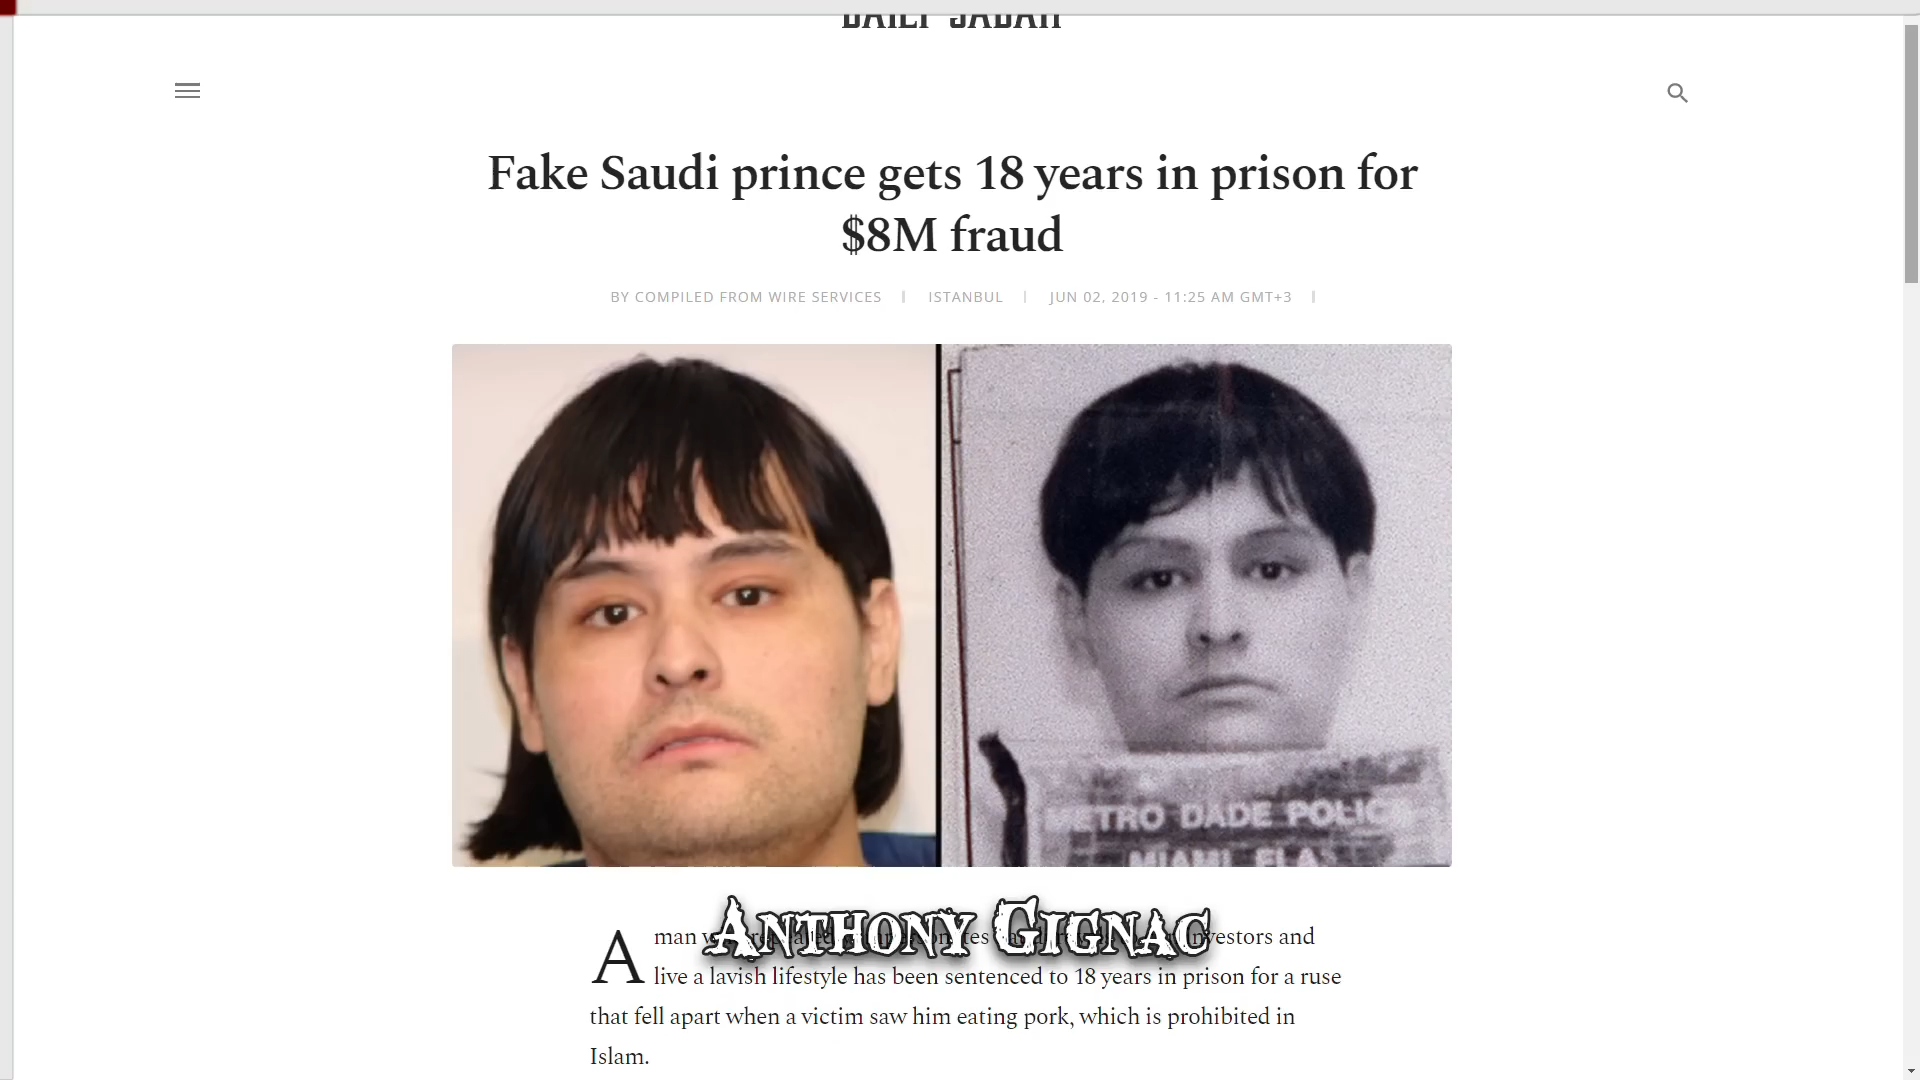 DAILY SABAH
Fake Saudi prince gets 18 years in prison for
$8M fraud
BY COMPILED FROM WIRE SERVICES
ISTANBUL
JUN 02, 2019 - 11:25 AM GMT+3
METRO DADE POLICE
MIAMI FLA
Anthony Gignac
A man investors and
live a lavish lifestyle has been sentenced to 18 years in prison for a ruse
that fell apart when a victim saw him eating pork, which is prohibited in
Islam.